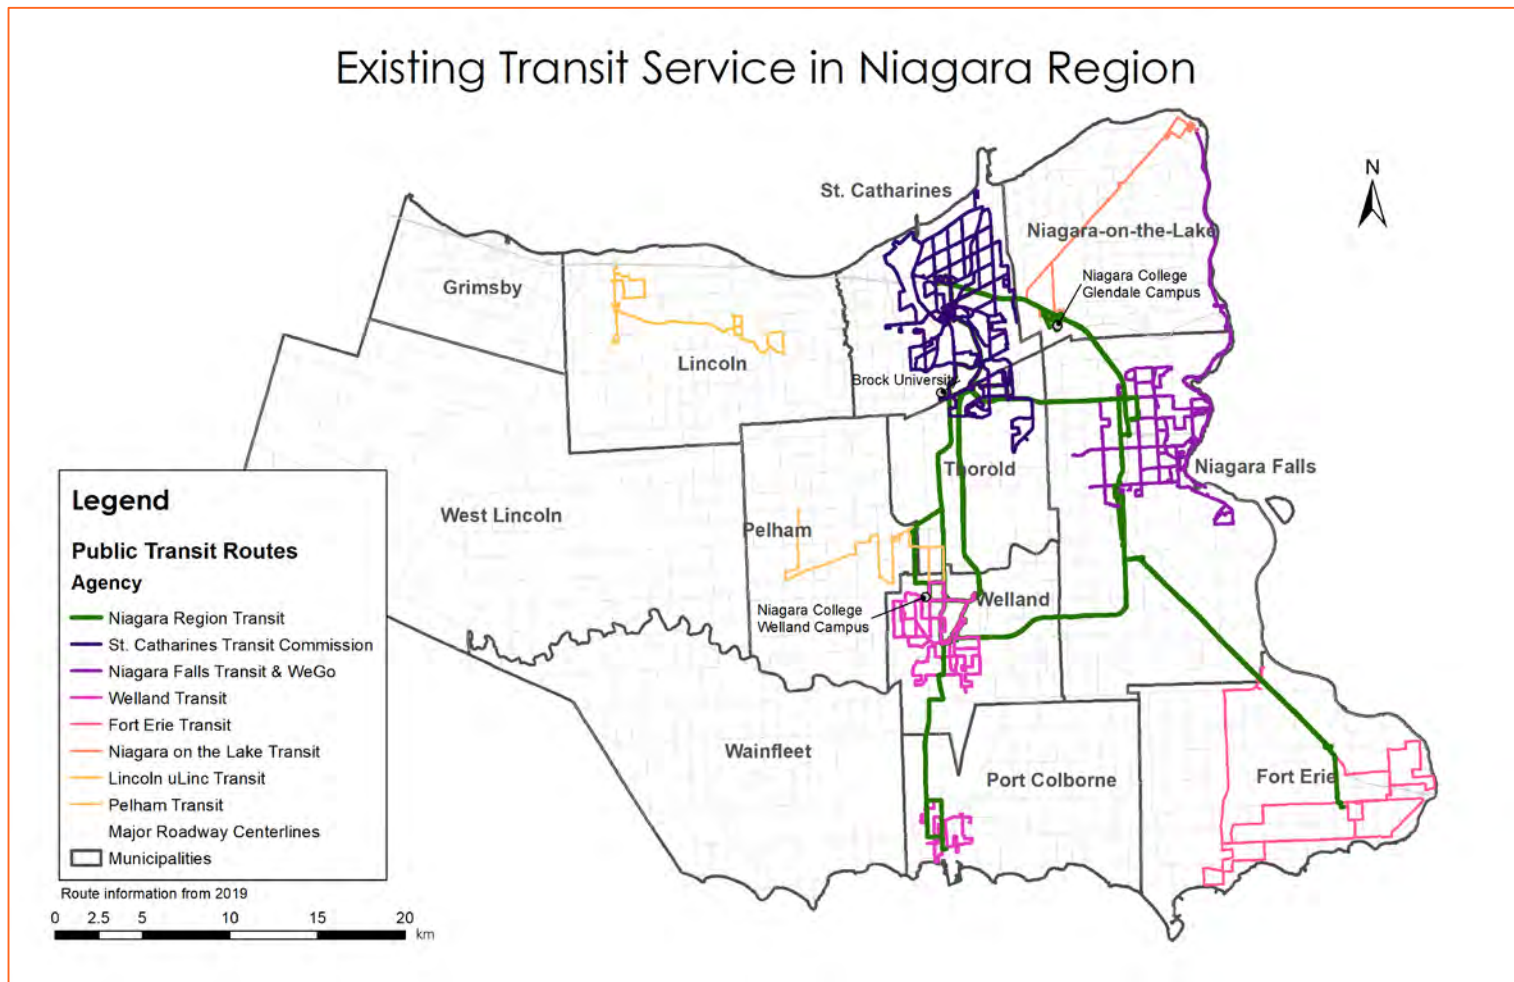 Existing Transit Service in Niagara Region
N
St. Catharines
Niagara-on-the-Lake
Niagara College
Glendale Campus
Grimsby
Lincoln
Brock University
Niagara Falls
Thorold
West Lincoln
Pelham
Niagara College
Welland Campus
Welland
Wainfleet
Port Colborne
Fort Erie
Legend
Public Transit Routes
Agency
Niagara Region Transit
St. Catharines Transit Commission
Niagara Falls Transit & WeGo
Welland Transit
Fort Erie Transit
Niagara on the Lake Transit
Lincoln uLinc Transit
Pelham Transit
Major Roadway Centerlines
Municipalities
Route information from 2019
0 2.5 5 10 15 20
km